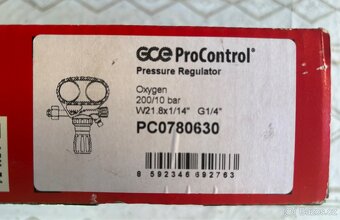 GCE ProControl®
Pressure Regulator
Oxygen
200/10 bar
W21.8x1/14" G1/4"
PC0780630
8 592346 692763